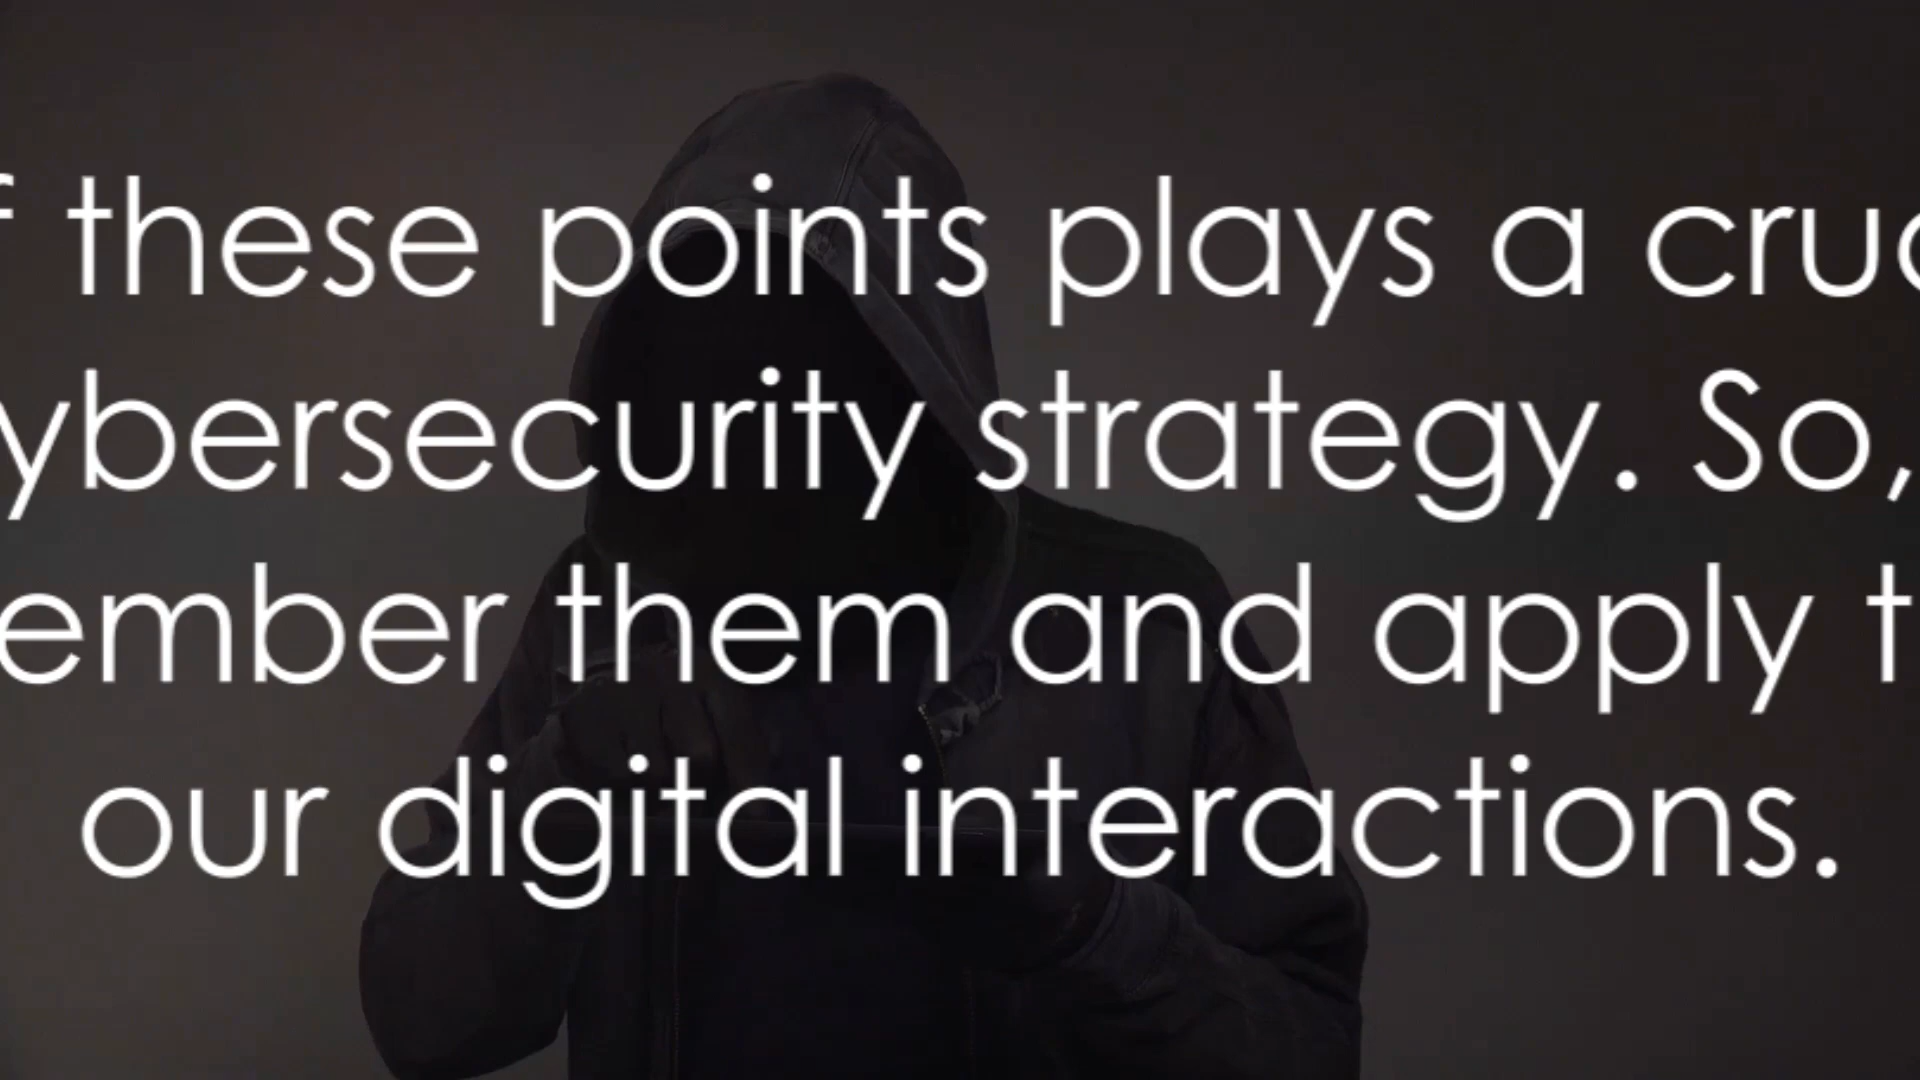 f these points plays a cruc
ybersecurity strategy. So,
ember them and apply t
our digital interactions.